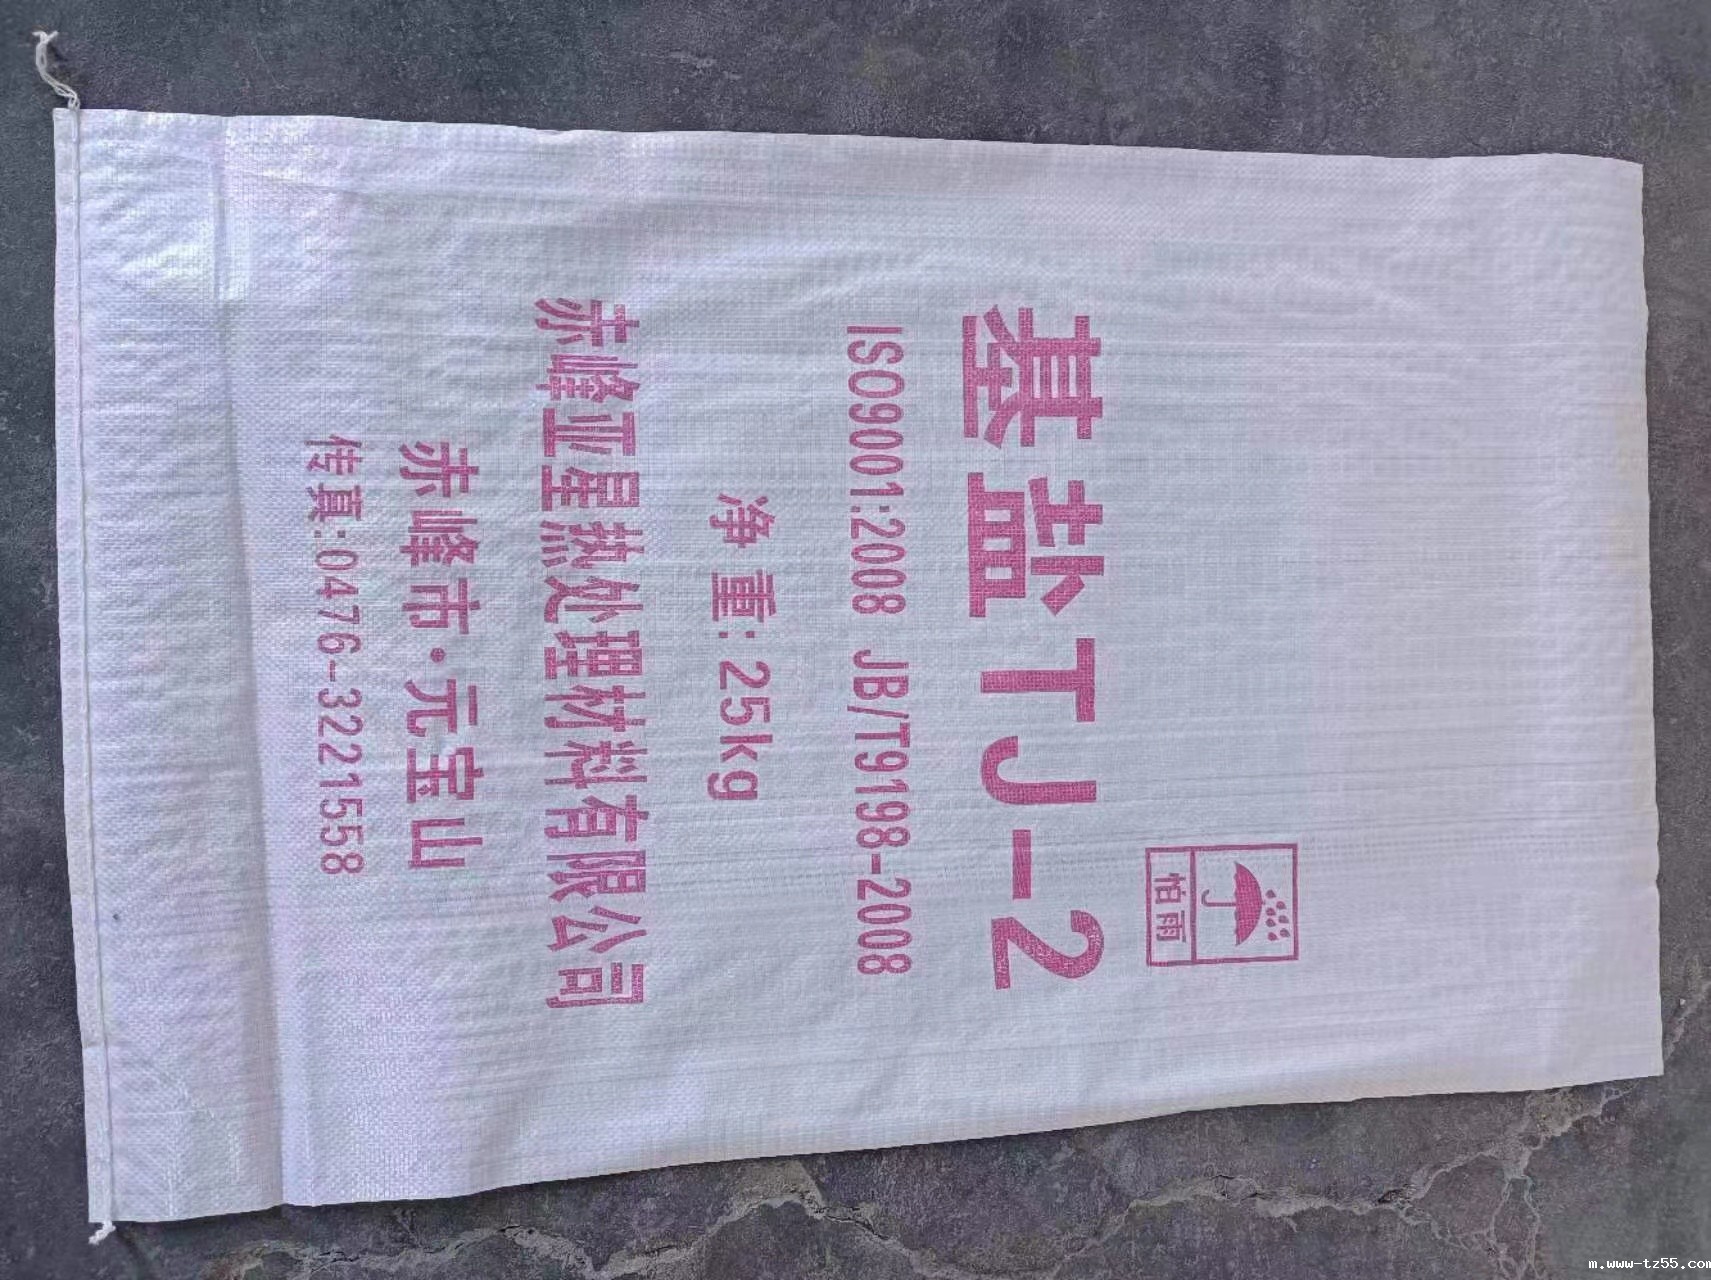 怕雨
基盐TJ-2
ISO9001:2008 JB/T9198-2008
净重: 25kg
赤峰亚星热处理材料有限公司
赤峰市·元宝山
传真:0476-3221558
m.www-tz55.com